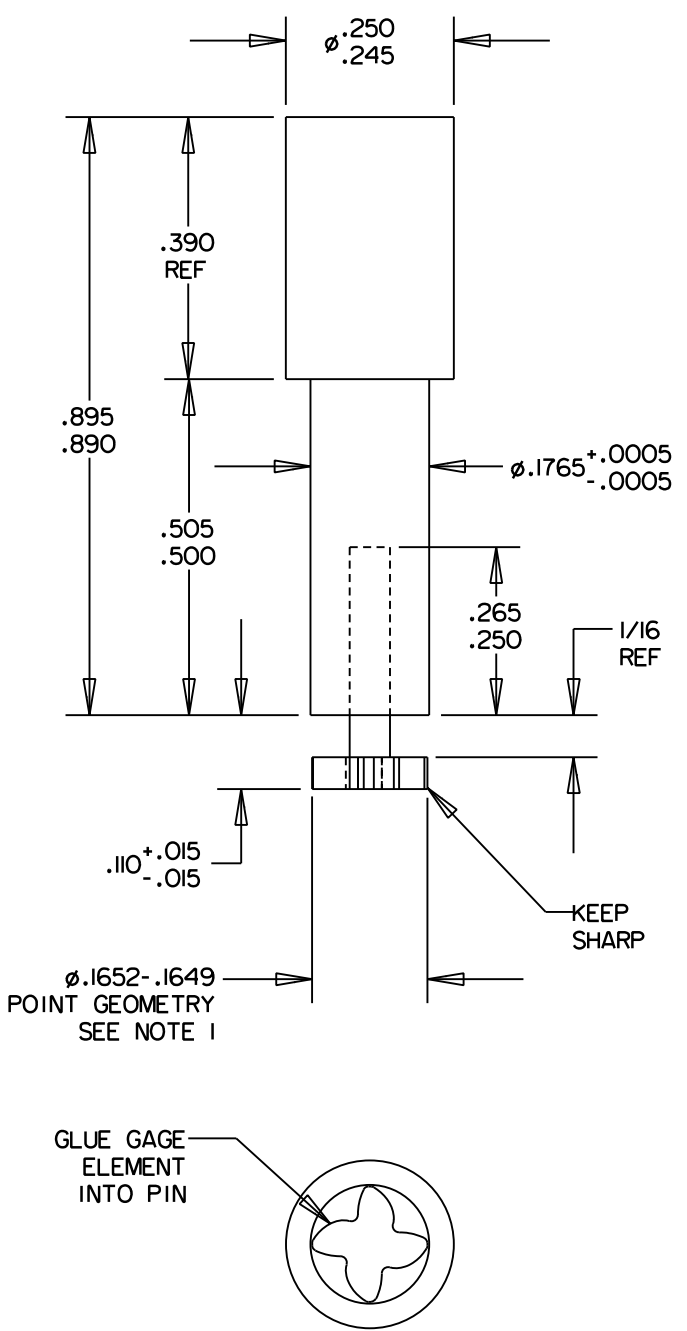 ø.250
.245
.390
REF
.895
.890
ø.1765+.0005
-.0005
.505
.500
.265
.250
1/16
REF
.110+.015
-.015
KEEP
SHARP
ø.1652-.1649
POINT GEOMETRY
SEE NOTE 1
GLUE GAGE
ELEMENT
INTO PIN